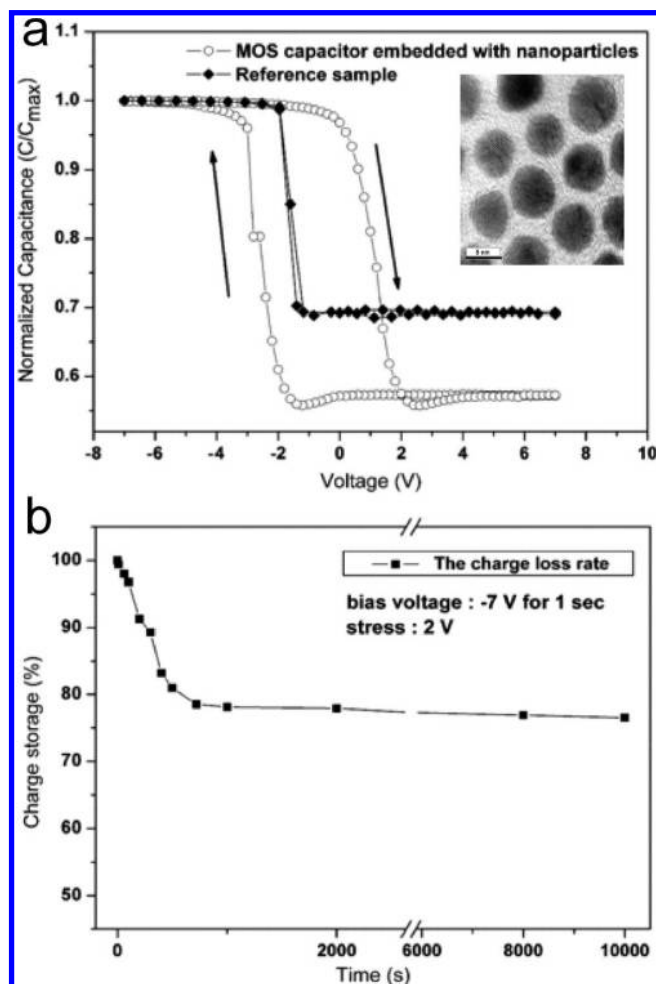 a
1.1
1.0
0.9
0.8
0.7
0.6
Normalized Capacitance (C/Cmax)
MOS capacitor embedded with nanoparticles
Reference sample
5 nm
-8 -6 -4 -2 0 2 4 6 8 10
Voltage (V)
b
100
90
80
70
60
50
Charge storage (%)
The charge loss rate
bias voltage : -7 V for 1 sec
stress : 2 V
0 2000 6000 8000 10000
Time (s)